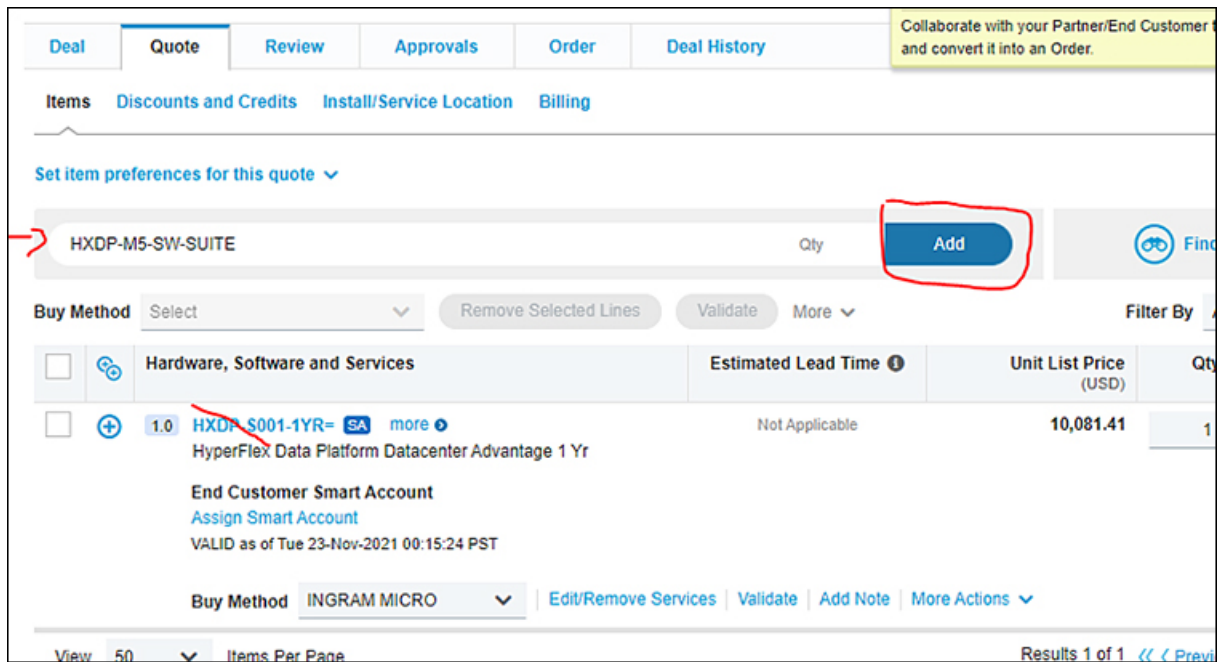 Collaborate with your Partner/End Customer
and convert it into an Order.
Deal Quote Review Approvals Order Deal History
Items Discounts and Credits Install/Service Location Billing
Set item preferences for this quote
HXDP-M5-SW-SUITE Qty Add Find
Buy Method Select Remove Selected Lines Validate More Filter By
Hardware, Software and Services Estimated Lead Time Unit List Price Qty
(USD)
1.0 HXDP-S001-1YR= SA more Not Applicable 10,081.41 1
HyperFlex Data Platform Datacenter Advantage 1 Yr
End Customer Smart Account
Assign Smart Account
VALID as of Tue 23-Nov-2021 00:15:24 PST
Buy Method INGRAM MICRO Edit/Remove Services Validate Add Note More Actions
View 50 Items Per Page Results 1 of 1